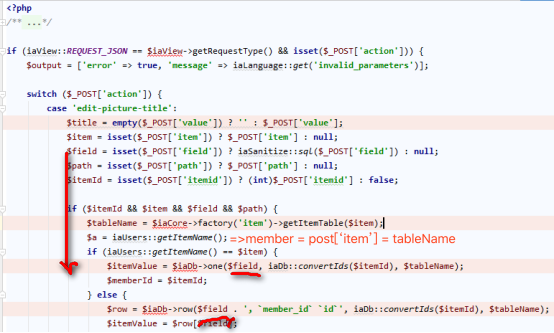 <?php
/** ...*/
if (iaView::REQUEST_JSON == $iaView->getRequestType() && isset($_POST['action'])) {
$output = ['error' => true, 'message' => iaLanguage::get('invalid_parameters')];
switch ($_POST['action']) {
case 'edit-picture-title':
$title = empty($_POST['value']) ? '' : $_POST['value'];
$item = isset($_POST['item']) ? $_POST['item'] : null;
$field = isset($_POST['field']) ? iaSanitize::sql($_POST['field']) : null;
$path = isset($_POST['path']) ? $_POST['path'] : null;
$itemId = isset($_POST['itemid']) ? (int)$_POST['itemid'] : false;
if ($itemId && $item && $field && $path) {
$tableName = $iaCore->factory('item')->getItemTable($item);
$a = iaUsers::getItemName(); =>member = post['item'] = tableName
if (iaUsers::getItemName() == $item) {
$itemValue = $iaDb->one($field, iaDb::convertIds($itemId), $tableName);
$memberId = $itemId;
} else {
$row = $iaDb->row($field . ', `member_id` `id`', iaDb::convertIds($itemId), $tableName);
$itemValue = $row[$field];